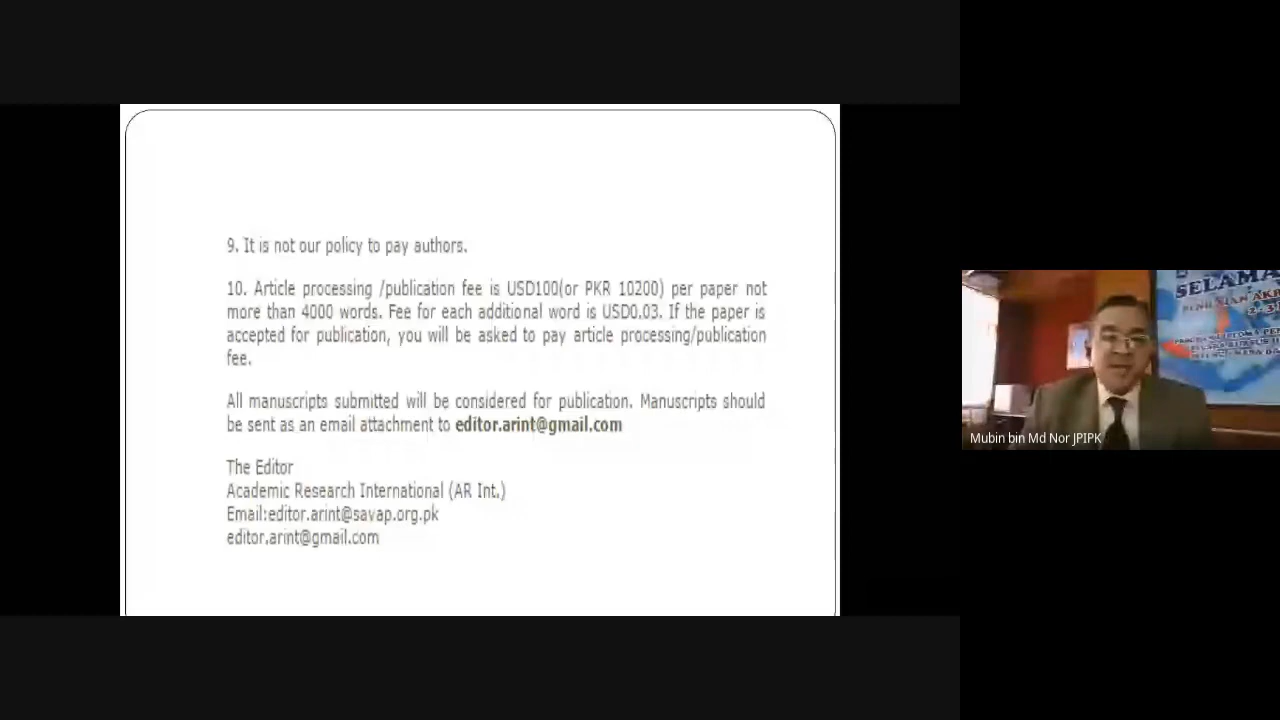 9. It is not our policy to pay authors.
10. Article processing /publication fee is USD100(or PKR 10200) per paper not
more than 4000 words. Fee for each additional word is USD0.03. If the paper is
accepted for publication, you will be asked to pay article processing/publication
fee.
All manuscripts submitted will be considered for publication. Manuscripts should
be sent as an email attachment to editor.arint@gmail.com
The Editor
Academic Research International (AR Int.)
Email:editor.arint@savap.org.pk
editor.arint@gmail.com
SELAMA
Mubin bin Md Nor JPIPK